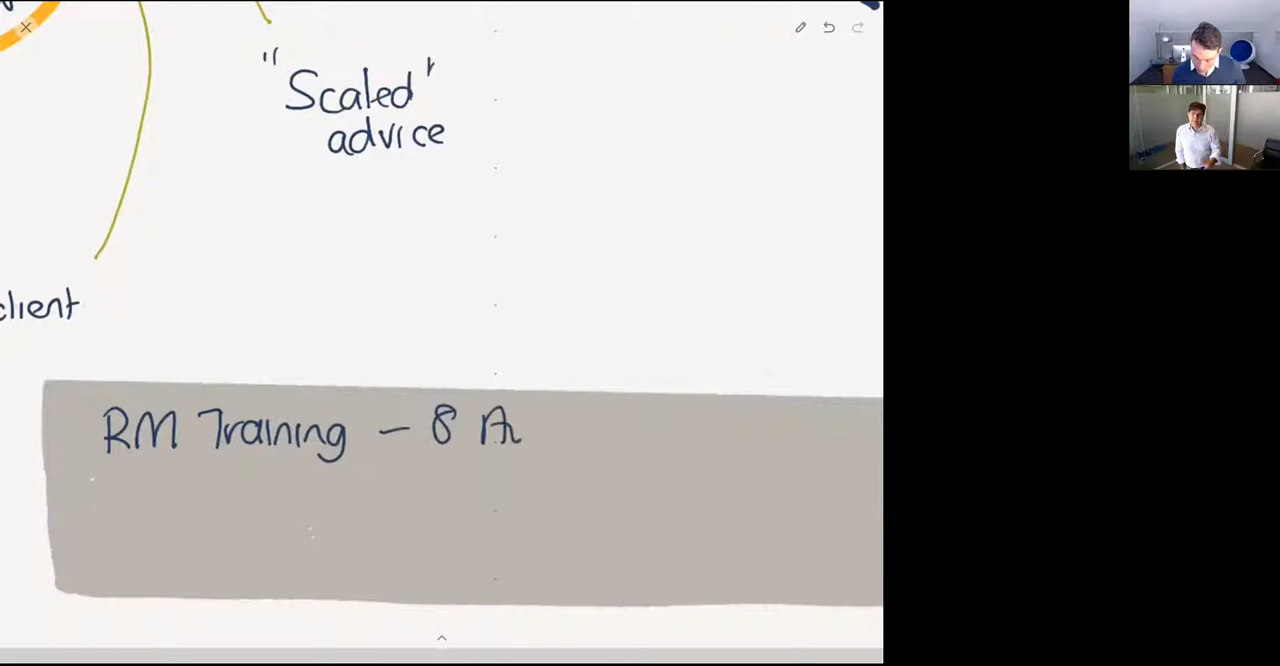 "Scaled"
advice
client
RM Training – 8 A